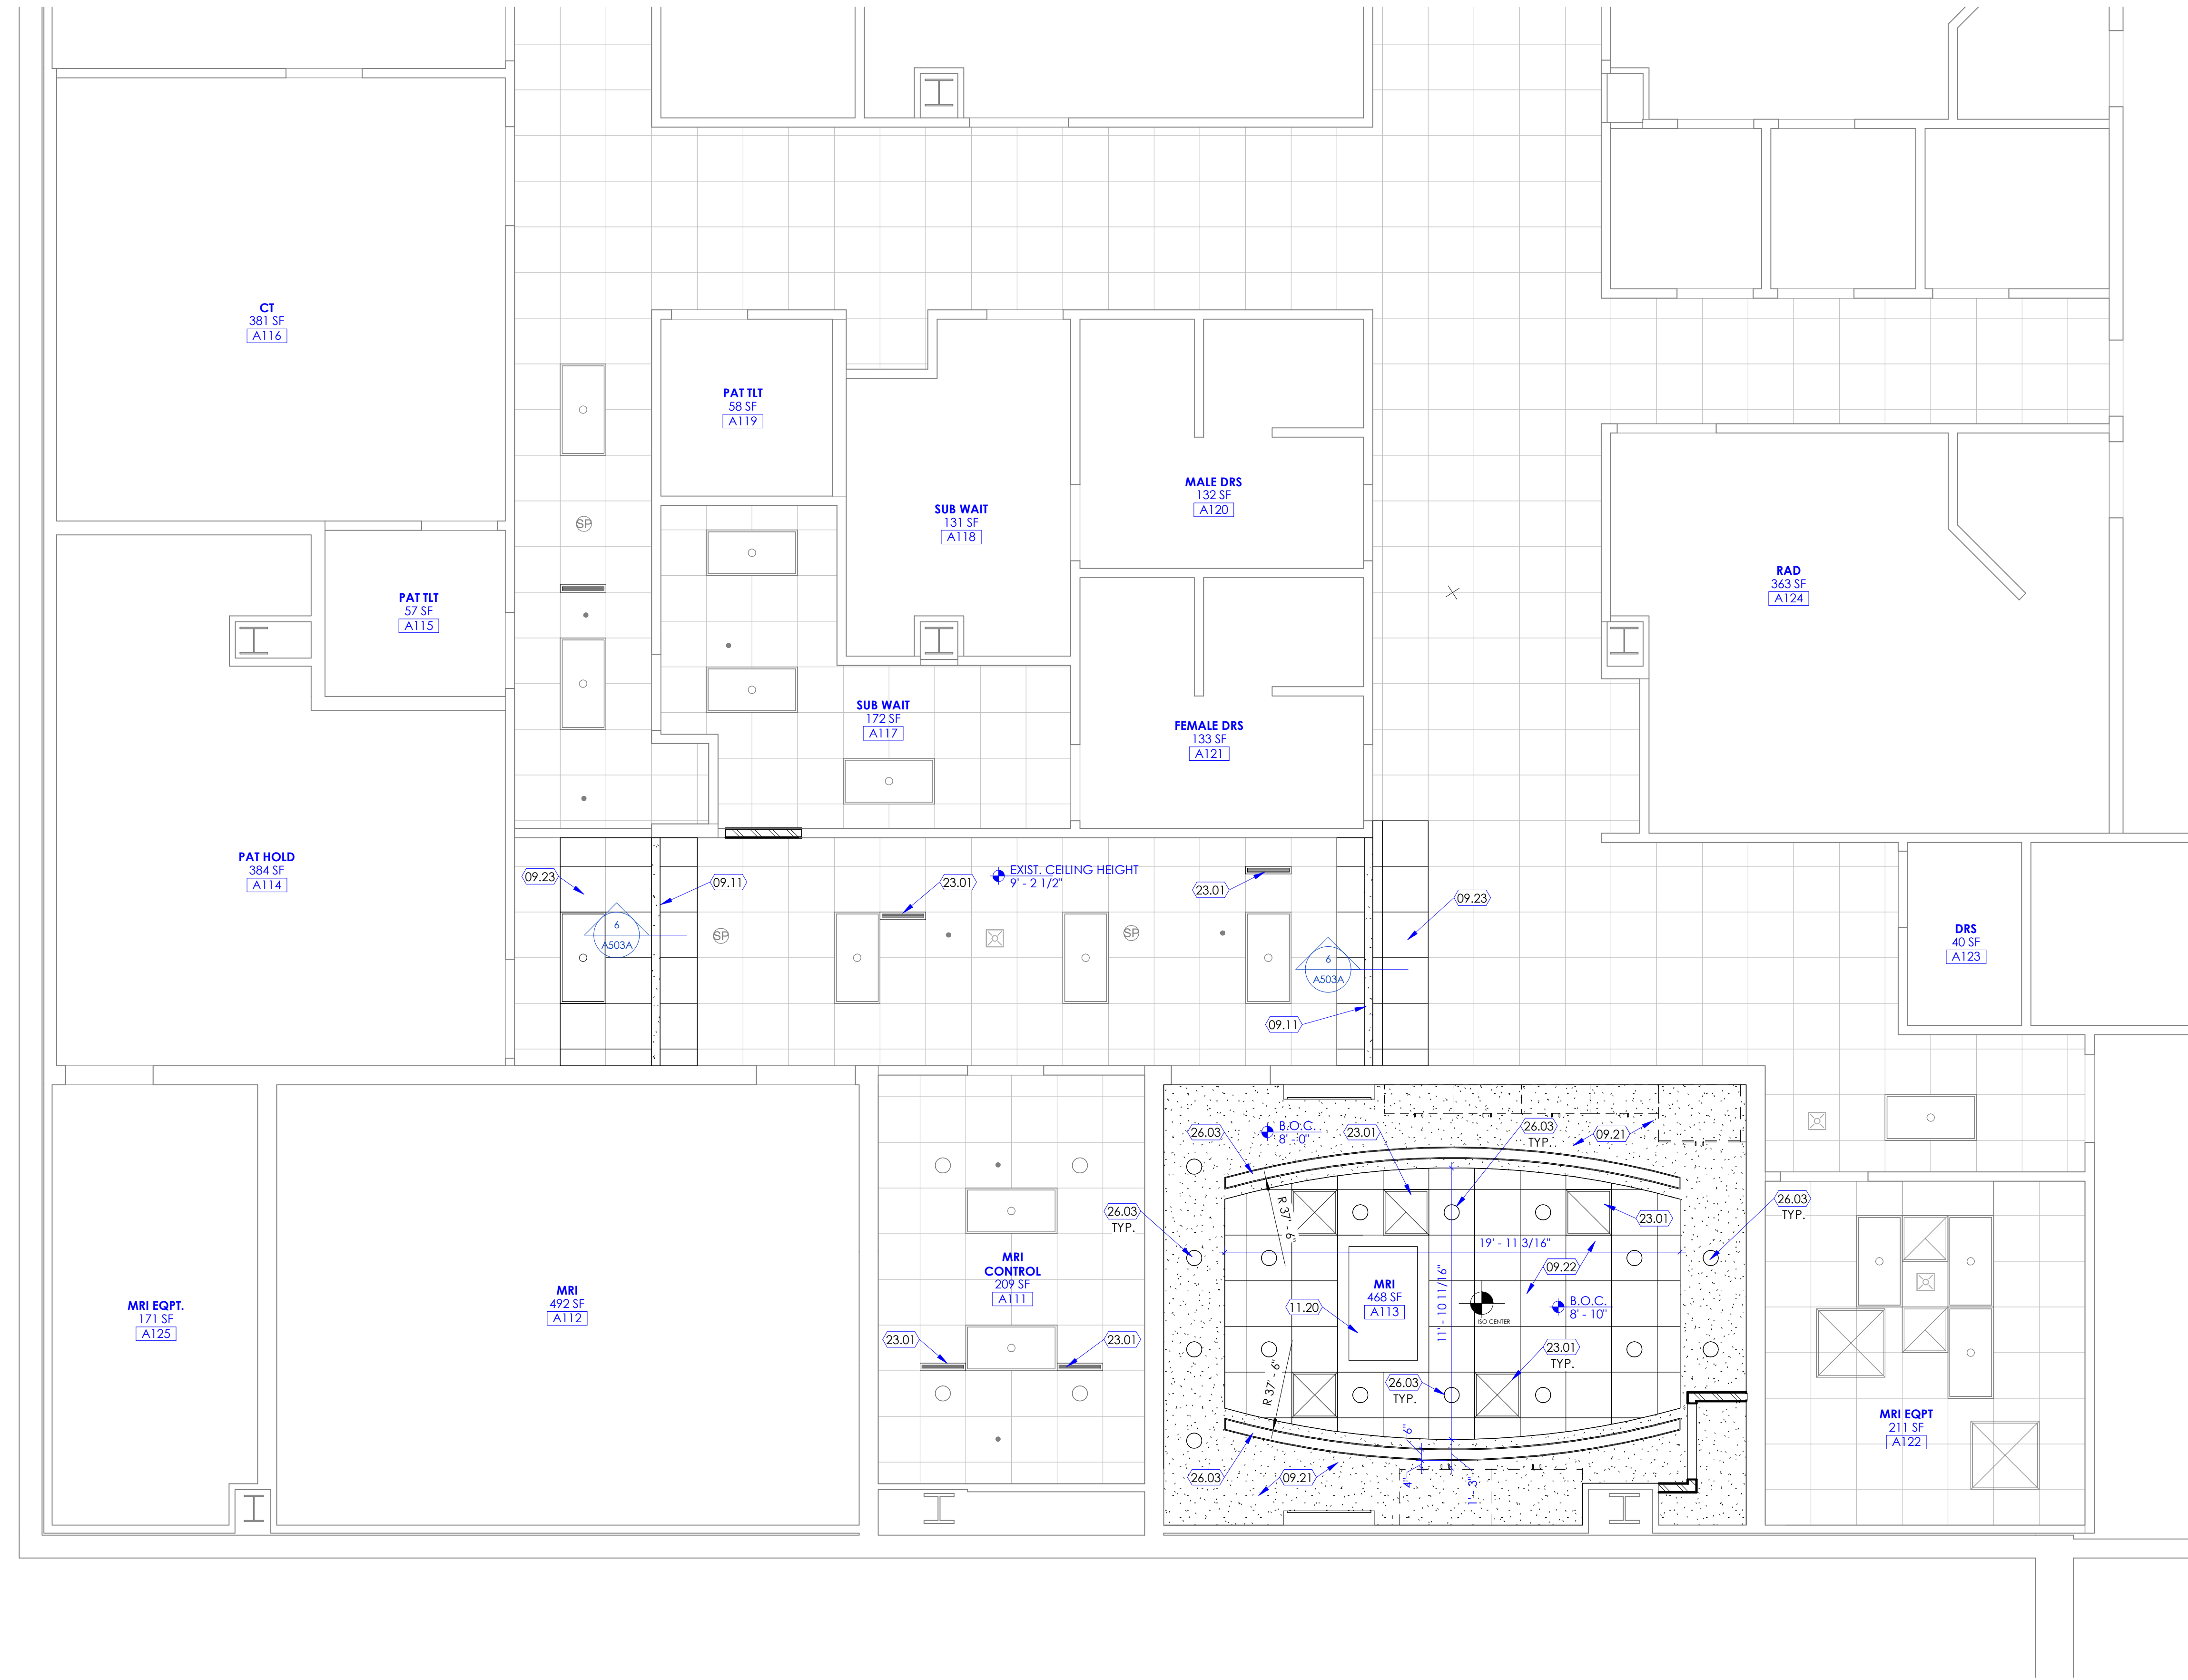 CT
381 SF
A116
PAT TLT
58 SF
A119
MALE DRS
132 SF
A120
SUB WAIT
131 SF
A118
SP
PAT TLT
57 SF
A115
RAD
363 SF
A124
SUB WAIT
172 SF
A117
FEMALE DRS
133 SF
A121
PAT HOLD
384 SF
A114
09.23
09.11
23.01
EXIST. CEILING HEIGHT
9' - 2 1/2"
23.01
09.23
6
A503A
SP
SP
6
A503A
09.11
DRS
40 SF
A123
26.03
B.O.C.
8' - 0"
23.01
26.03
TYP.
09.21
26.03
TYP.
R 37' - 6"
23.01
26.03
TYP.
19' - 11 3/16"
09.22
MRI
CONTROL
209 SF
A111
MRI
468 SF
A113
11.20
11' - 10 11/16"
ISO CENTER
B.O.C.
8' - 10"
MRI EQPT.
171 SF
A125
MRI
492 SF
A112
23.01
23.01
23.01
TYP.
R 37' - 6"
26.03
TYP.
MRI EQPT
211 SF
A122
26.03
09.21
6"
4"
1' - 3"